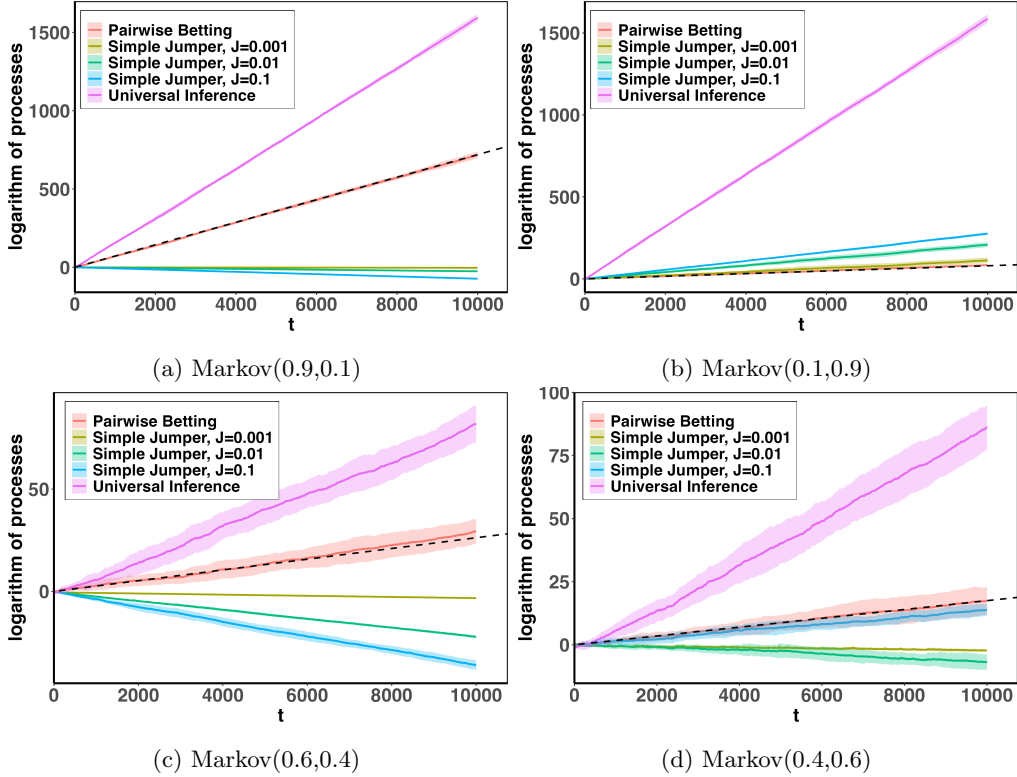 logarithm of processes
1500
1000
500
0
Pairwise Betting
Simple Jumper, J=0.001
Simple Jumper, J=0.01
Simple Jumper, J=0.1
Universal Inference
0 2000 4000 6000 8000 10000
t
(a) Markov(0.9,0.1)
logarithm of processes
1500
1000
500
0
Pairwise Betting
Simple Jumper, J=0.001
Simple Jumper, J=0.01
Simple Jumper, J=0.1
Universal Inference
0 2000 4000 6000 8000 10000
t
(b) Markov(0.1,0.9)
logarithm of processes
50
0
Pairwise Betting
Simple Jumper, J=0.001
Simple Jumper, J=0.01
Simple Jumper, J=0.1
Universal Inference
0 2000 4000 6000 8000 10000
t
(c) Markov(0.6,0.4)
logarithm of processes
100
75
50
25
0
Pairwise Betting
Simple Jumper, J=0.001
Simple Jumper, J=0.01
Simple Jumper, J=0.1
Universal Inference
0 2000 4000 6000 8000 10000
t
(d) Markov(0.4,0.6)